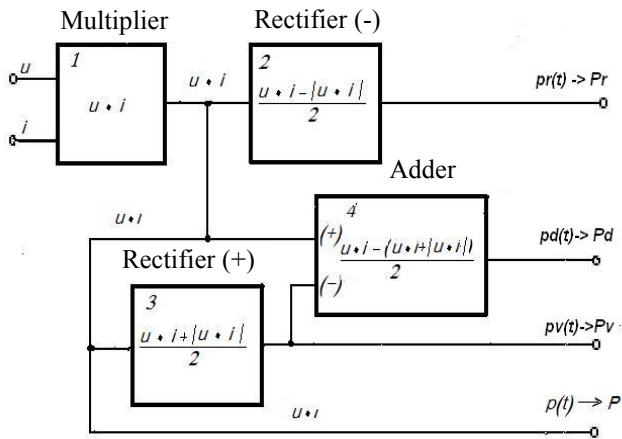 Multiplier
Rectifier (-)
u
1
u • i
i
u • i
2
u • i - |u • i|
2
pr(t) -> Pr
Adder
u • i
4
(+)
u • i - (u • i + |u • i|)
2
(-)
pd(t) -> Pd
Rectifier (+)
3
u • i + |u • i|
2
pv(t) -> Pv
u • i
p(t) → P